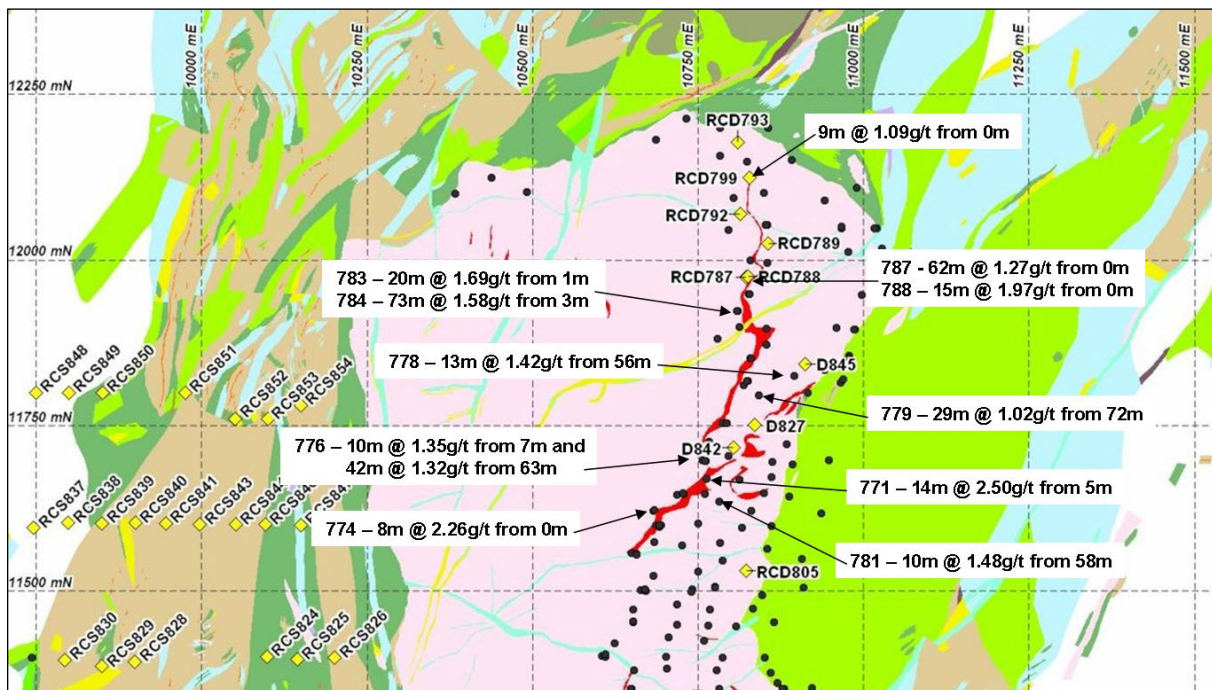 10000 mE
10250 mE
10500 mE
10750 mE
11000 mE
11250 mE
11500 mE
12250 mN
RCD793
9m @ 1.09g/t from 0m
RCD799
RCD792
12000 mN
RCD789
783 – 20m @ 1.69g/t from 1m
784 – 73m @ 1.58g/t from 3m
RCD787
RCD788
787 - 62m @ 1.27g/t from 0m
788 – 15m @ 1.97g/t from 0m
778 – 13m @ 1.42g/t from 56m
D845
RCS848
RCS849
RCS850
RCS851
RCS852
RCS853
RCS854
779 – 29m @ 1.02g/t from 72m
11750 mN
D827
776 – 10m @ 1.35g/t from 7m and
42m @ 1.32g/t from 63m
D842
771 – 14m @ 2.50g/t from 5m
RCS837
RCS838
RCS839
RCS840
RCS841
RCS843
774 – 8m @ 2.26g/t from 0m
781 – 10m @ 1.48g/t from 58m
RCD805
11500 mN
RCS830
RCS829
RCS828
RCS824
RCS825
RCS826